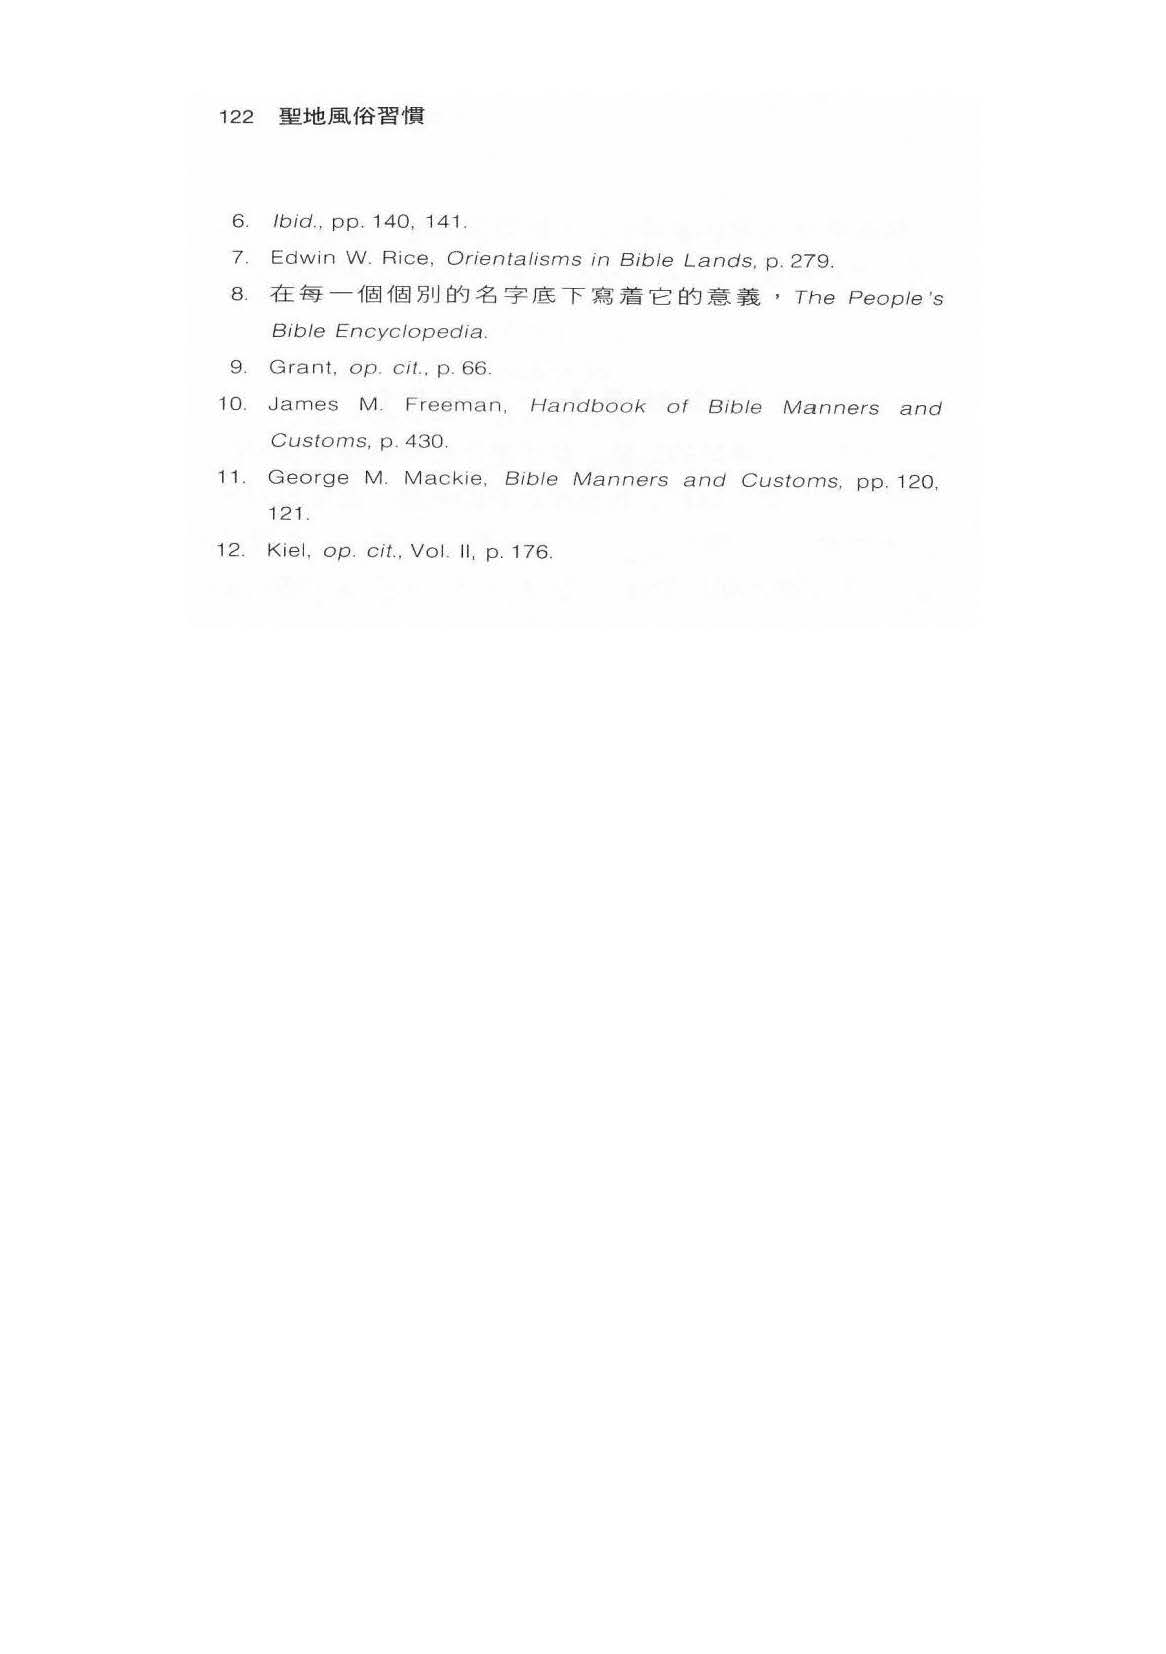 122 聖地風俗習慣
6. Ibid., pp. 140, 141.
7. Edwin W. Rice, Orientalisms in Bible Lands, p. 279.
8. 在每一個個別的名字底下寫着它的意義，The People's
Bible Encyclopedia.
9. Grant, op. cit., p. 66.
10. James M. Freeman, Handbook of Bible Manners and
Customs, p. 430.
11. George M. Mackie, Bible Manners and Customs, pp. 120,
121.
12. Kiel, op. cit., Vol. II, p. 176.